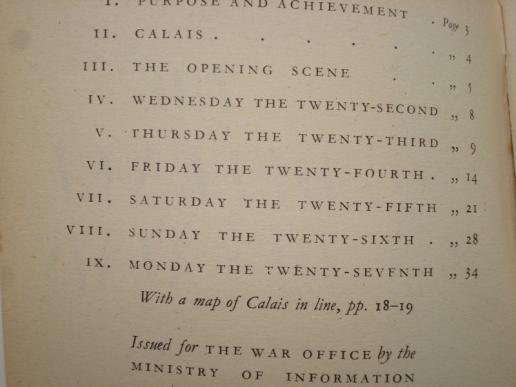 I. PURPOSE AND ACHIEVEMENT . Page 3
II. CALAIS . . . . . . „ 4
III. THE OPENING SCENE . . „ 5
IV. WEDNESDAY THE TWENTY-SECOND „ 8
V. THURSDAY THE TWENTY-THIRD „ 9
VI. FRIDAY THE TWENTY-FOURTH . „ 14
VII. SATURDAY THE TWENTY-FIFTH „ 21
VIII. SUNDAY THE TWENTY-SIXTH . „ 28
IX. MONDAY THE TWENTY-SEVENTH „ 34
With a map of Calais in line, pp. 18–19
Issued for THE WAR OFFICE by the
MINISTRY OF INFORMATION